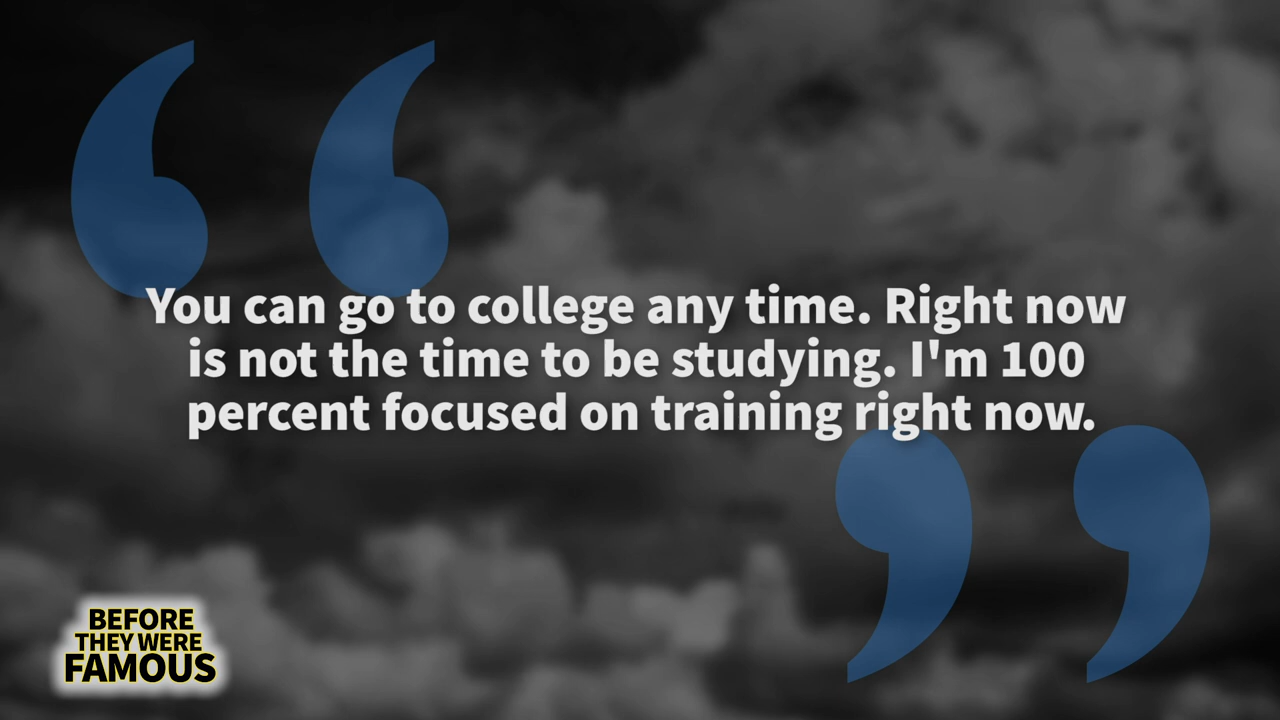 You can go to college any time. Right now
is not the time to be studying. I'm 100
percent focused on training right now.
BEFORE
THEY WERE
FAMOUS